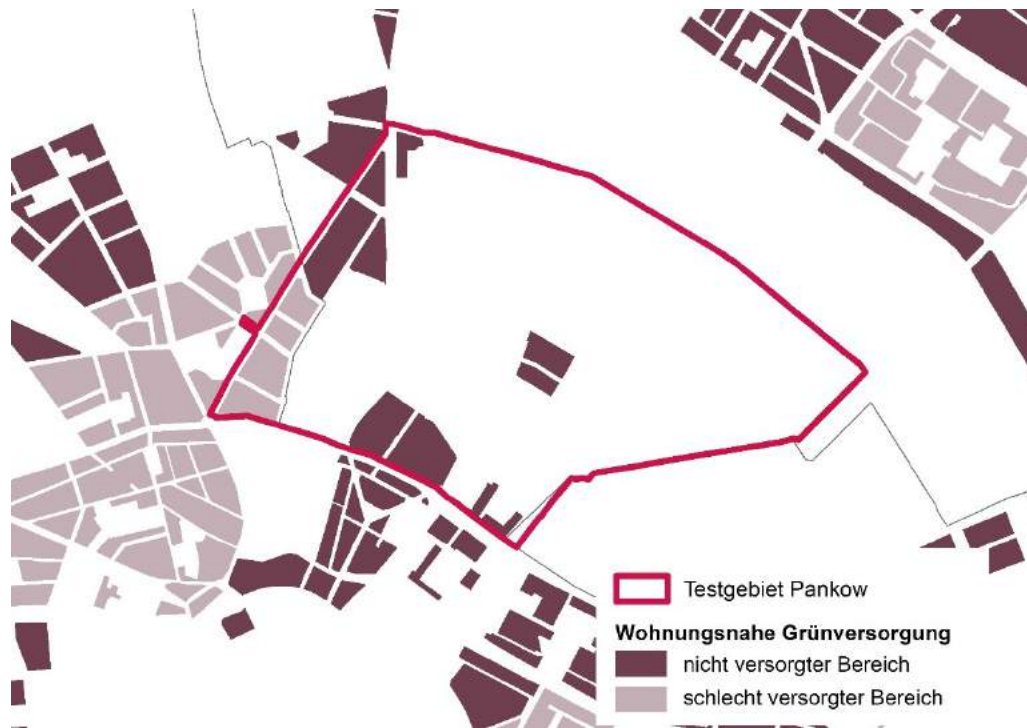 Testgebiet Pankow
Wohnungsnahe Grünversorgung
nicht versorgter Bereich
schlecht versorgter Bereich